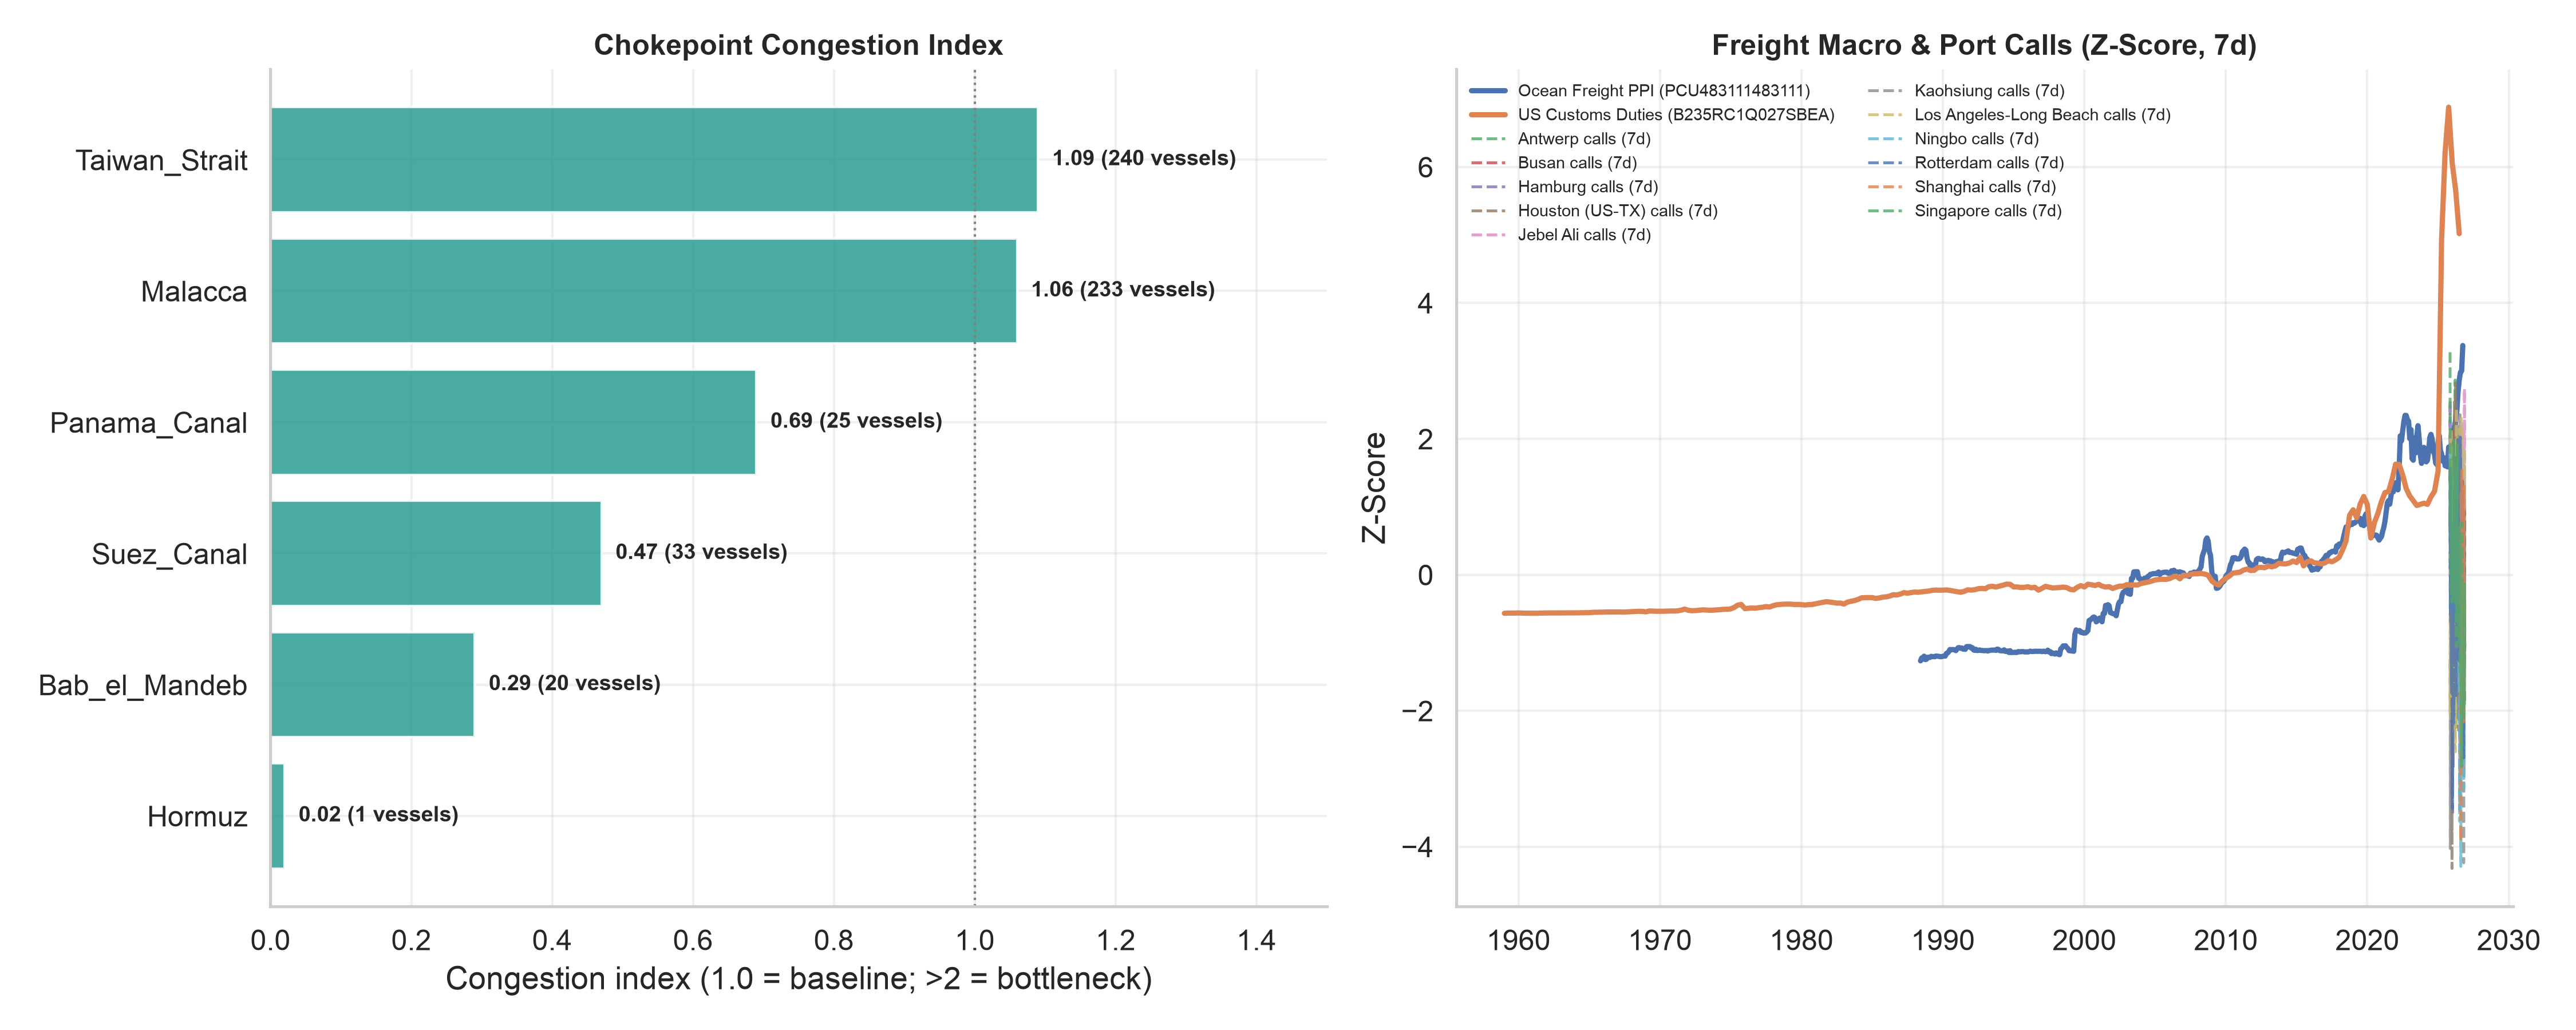 Chokepoint Congestion Index
Taiwan_Strait
1.09 (240 vessels)
Malacca
1.06 (233 vessels)
Panama_Canal
0.69 (25 vessels)
Suez_Canal
0.47 (33 vessels)
Bab_el_Mandeb
0.29 (20 vessels)
Hormuz
0.02 (1 vessels)
0.0 0.2 0.4 0.6 0.8 1.0 1.2 1.4
Congestion index (1.0 = baseline; >2 = bottleneck)
Freight Macro & Port Calls (Z-Score, 7d)
Ocean Freight PPI (PCU483111483111)
US Customs Duties (B235RC1Q027SBEA)
Antwerp calls (7d)
Busan calls (7d)
Hamburg calls (7d)
Houston (US-TX) calls (7d)
Jebel Ali calls (7d)
Kaohsiung calls (7d)
Los Angeles-Long Beach calls (7d)
Ningbo calls (7d)
Rotterdam calls (7d)
Shanghai calls (7d)
Singapore calls (7d)
Z-Score
6
4
2
0
−2
−4
1960 1970 1980 1990 2000 2010 2020 2030